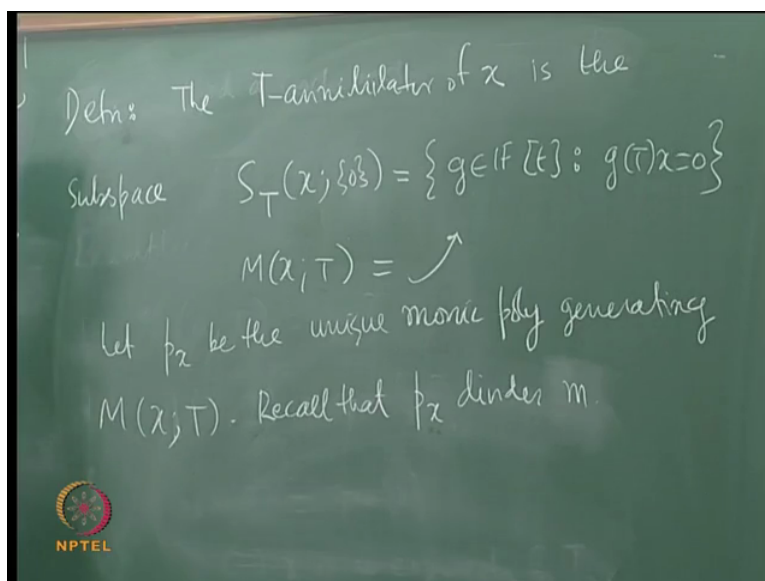 Defn: The T-annihilator of x is the
subspace S_T(x; {0}) = { g ∈ IF [t] : g(T)x=0}
M(x; T) = ↗
Let p_x be the unique monic poly generating
M(x; T). Recall that p_x divides m.
NPTEL